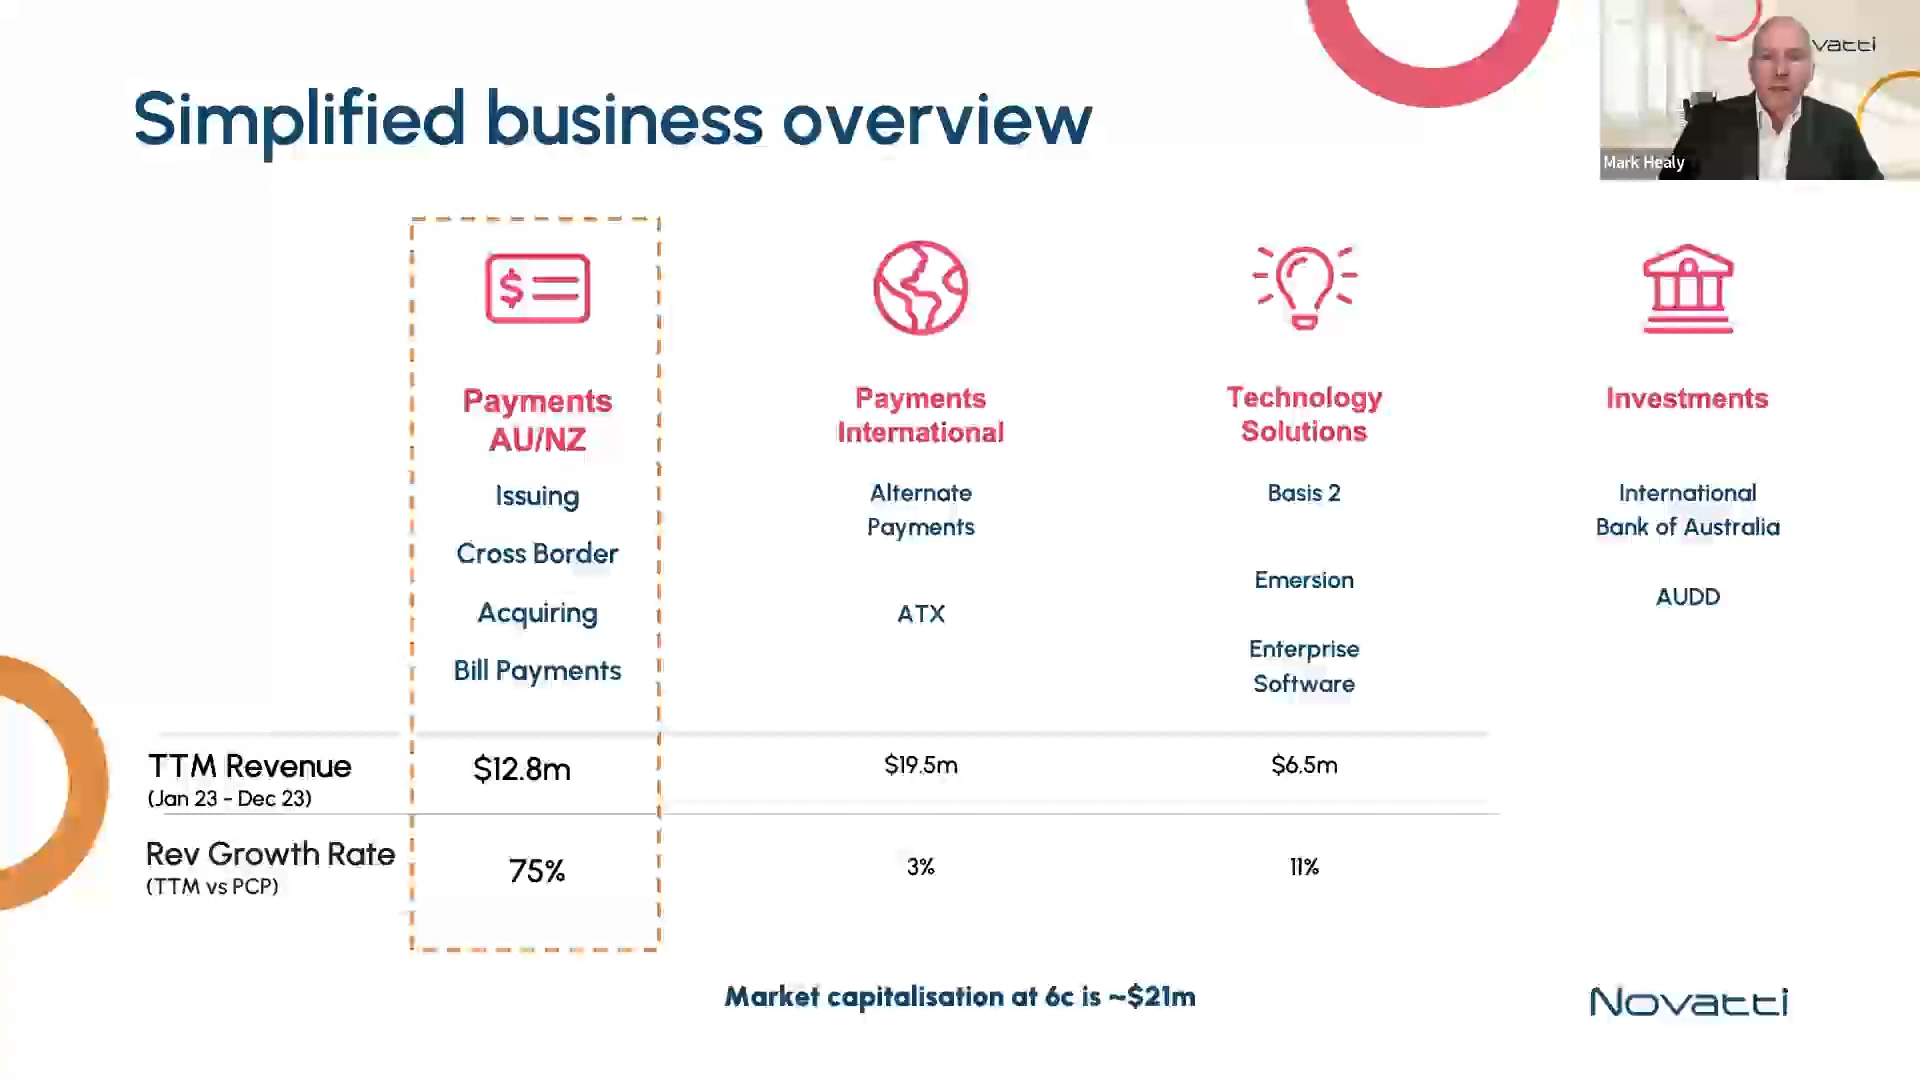 Simplified business overview
vatti
Mark Healy
Payments
AU/NZ
Issuing
Cross Border
Acquiring
Bill Payments
Payments
International
Alternate
Payments
ATX
Technology
Solutions
Basis 2
Emersion
Enterprise
Software
Investments
International
Bank of Australia
AUDD
TTM Revenue
(Jan 23 - Dec 23)
$12.8m
$19.5m
$6.5m
Rev Growth Rate
(TTM vs PCP)
75%
3%
11%
Market capitalisation at 6c is ~$21m
Novatti